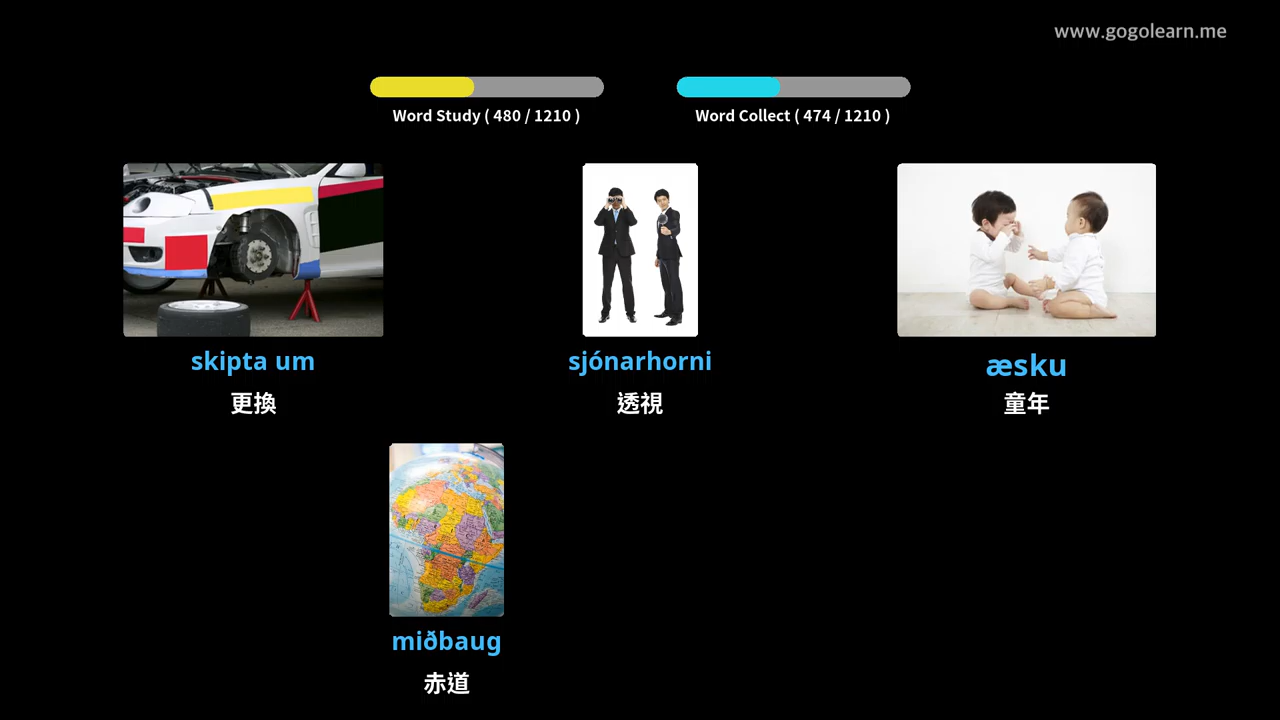 www.gogolearn.me
Word Study ( 480 / 1210 )
Word Collect ( 474 / 1210 )
skipta um
更換
sjónarhorni
透視
æsku
童年
miðbaug
赤道